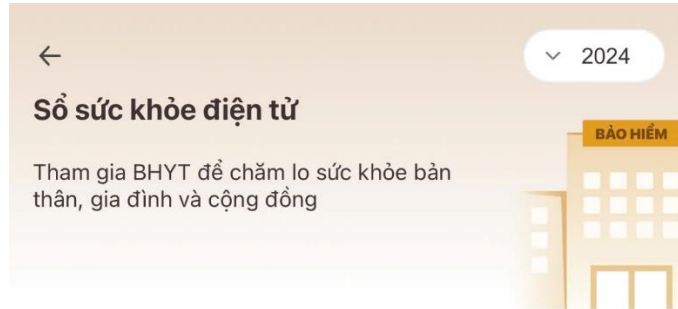 2024
Sổ sức khỏe điện tử
BẢO HIỂM
Tham gia BHYT để chăm lo sức khỏe bản
thân, gia đình và cộng đồng